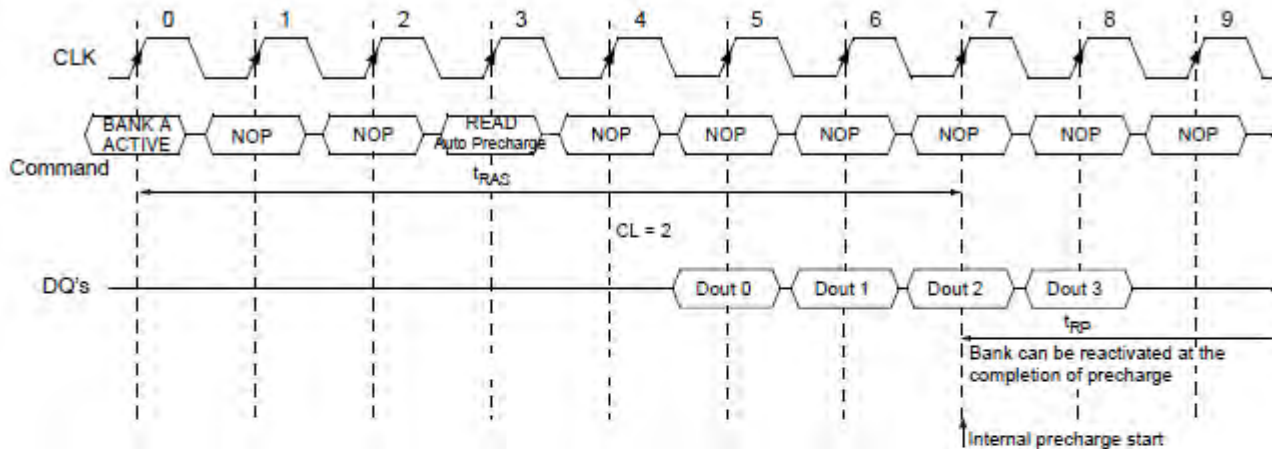 0 1 2 3 4 5 6 7 8 9
CLK
BANK A
ACTIVE
NOP
NOP
READ
Auto Precharge
NOP
NOP
NOP
NOP
NOP
NOP
Command
tRAS
CL = 2
DQ's
Dout 0
Dout 1
Dout 2
Dout 3
tRP
Bank can be reactivated at the
completion of precharge
Internal precharge start